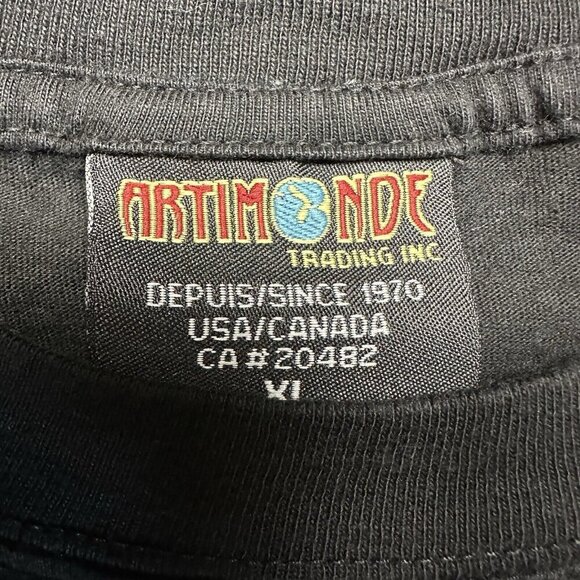 ARTIMONDE
TRADING INC
DEPUIS/SINCE 1970
USA/CANADA
CA # 20482
XL